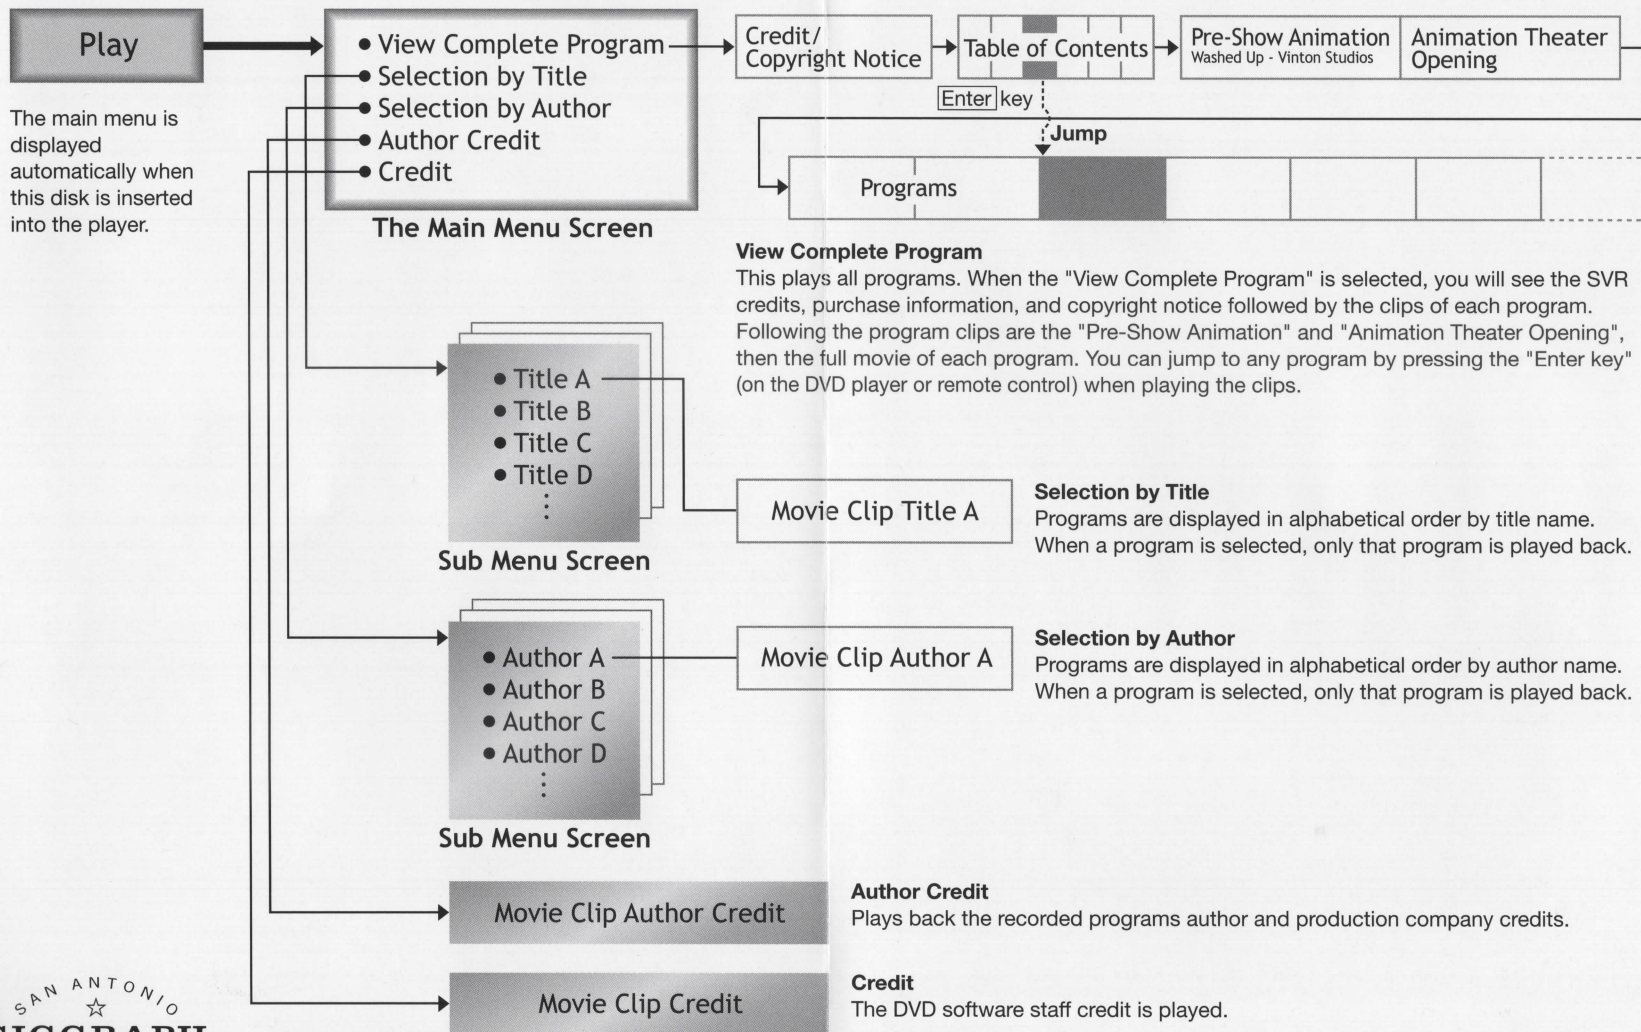 Play
The main menu is
displayed
automatically when
this disk is inserted
into the player.
• View Complete Program
• Selection by Title
• Selection by Author
• Author Credit
• Credit
The Main Menu Screen
Credit/
Copyright Notice
Table of Contents
Pre-Show Animation
Washed Up - Vinton Studios
Animation Theater
Opening
Enter key
Jump
Programs
View Complete Program
This plays all programs. When the "View Complete Program" is selected, you will see the SVR
credits, purchase information, and copyright notice followed by the clips of each program.
Following the program clips are the "Pre-Show Animation" and "Animation Theater Opening",
then the full movie of each program. You can jump to any program by pressing the "Enter key"
(on the DVD player or remote control) when playing the clips.
• Title A
• Title B
• Title C
• Title D
⋮
Sub Menu Screen
Movie Clip Title A
Selection by Title
Programs are displayed in alphabetical order by title name.
When a program is selected, only that program is played back.
• Author A
• Author B
• Author C
• Author D
⋮
Sub Menu Screen
Movie Clip Author A
Selection by Author
Programs are displayed in alphabetical order by author name.
When a program is selected, only that program is played back.
Movie Clip Author Credit
Author Credit
Plays back the recorded programs author and production company credits.
Movie Clip Credit
Credit
The DVD software staff credit is played.
SAN ANTONIO
SIGGRAPH